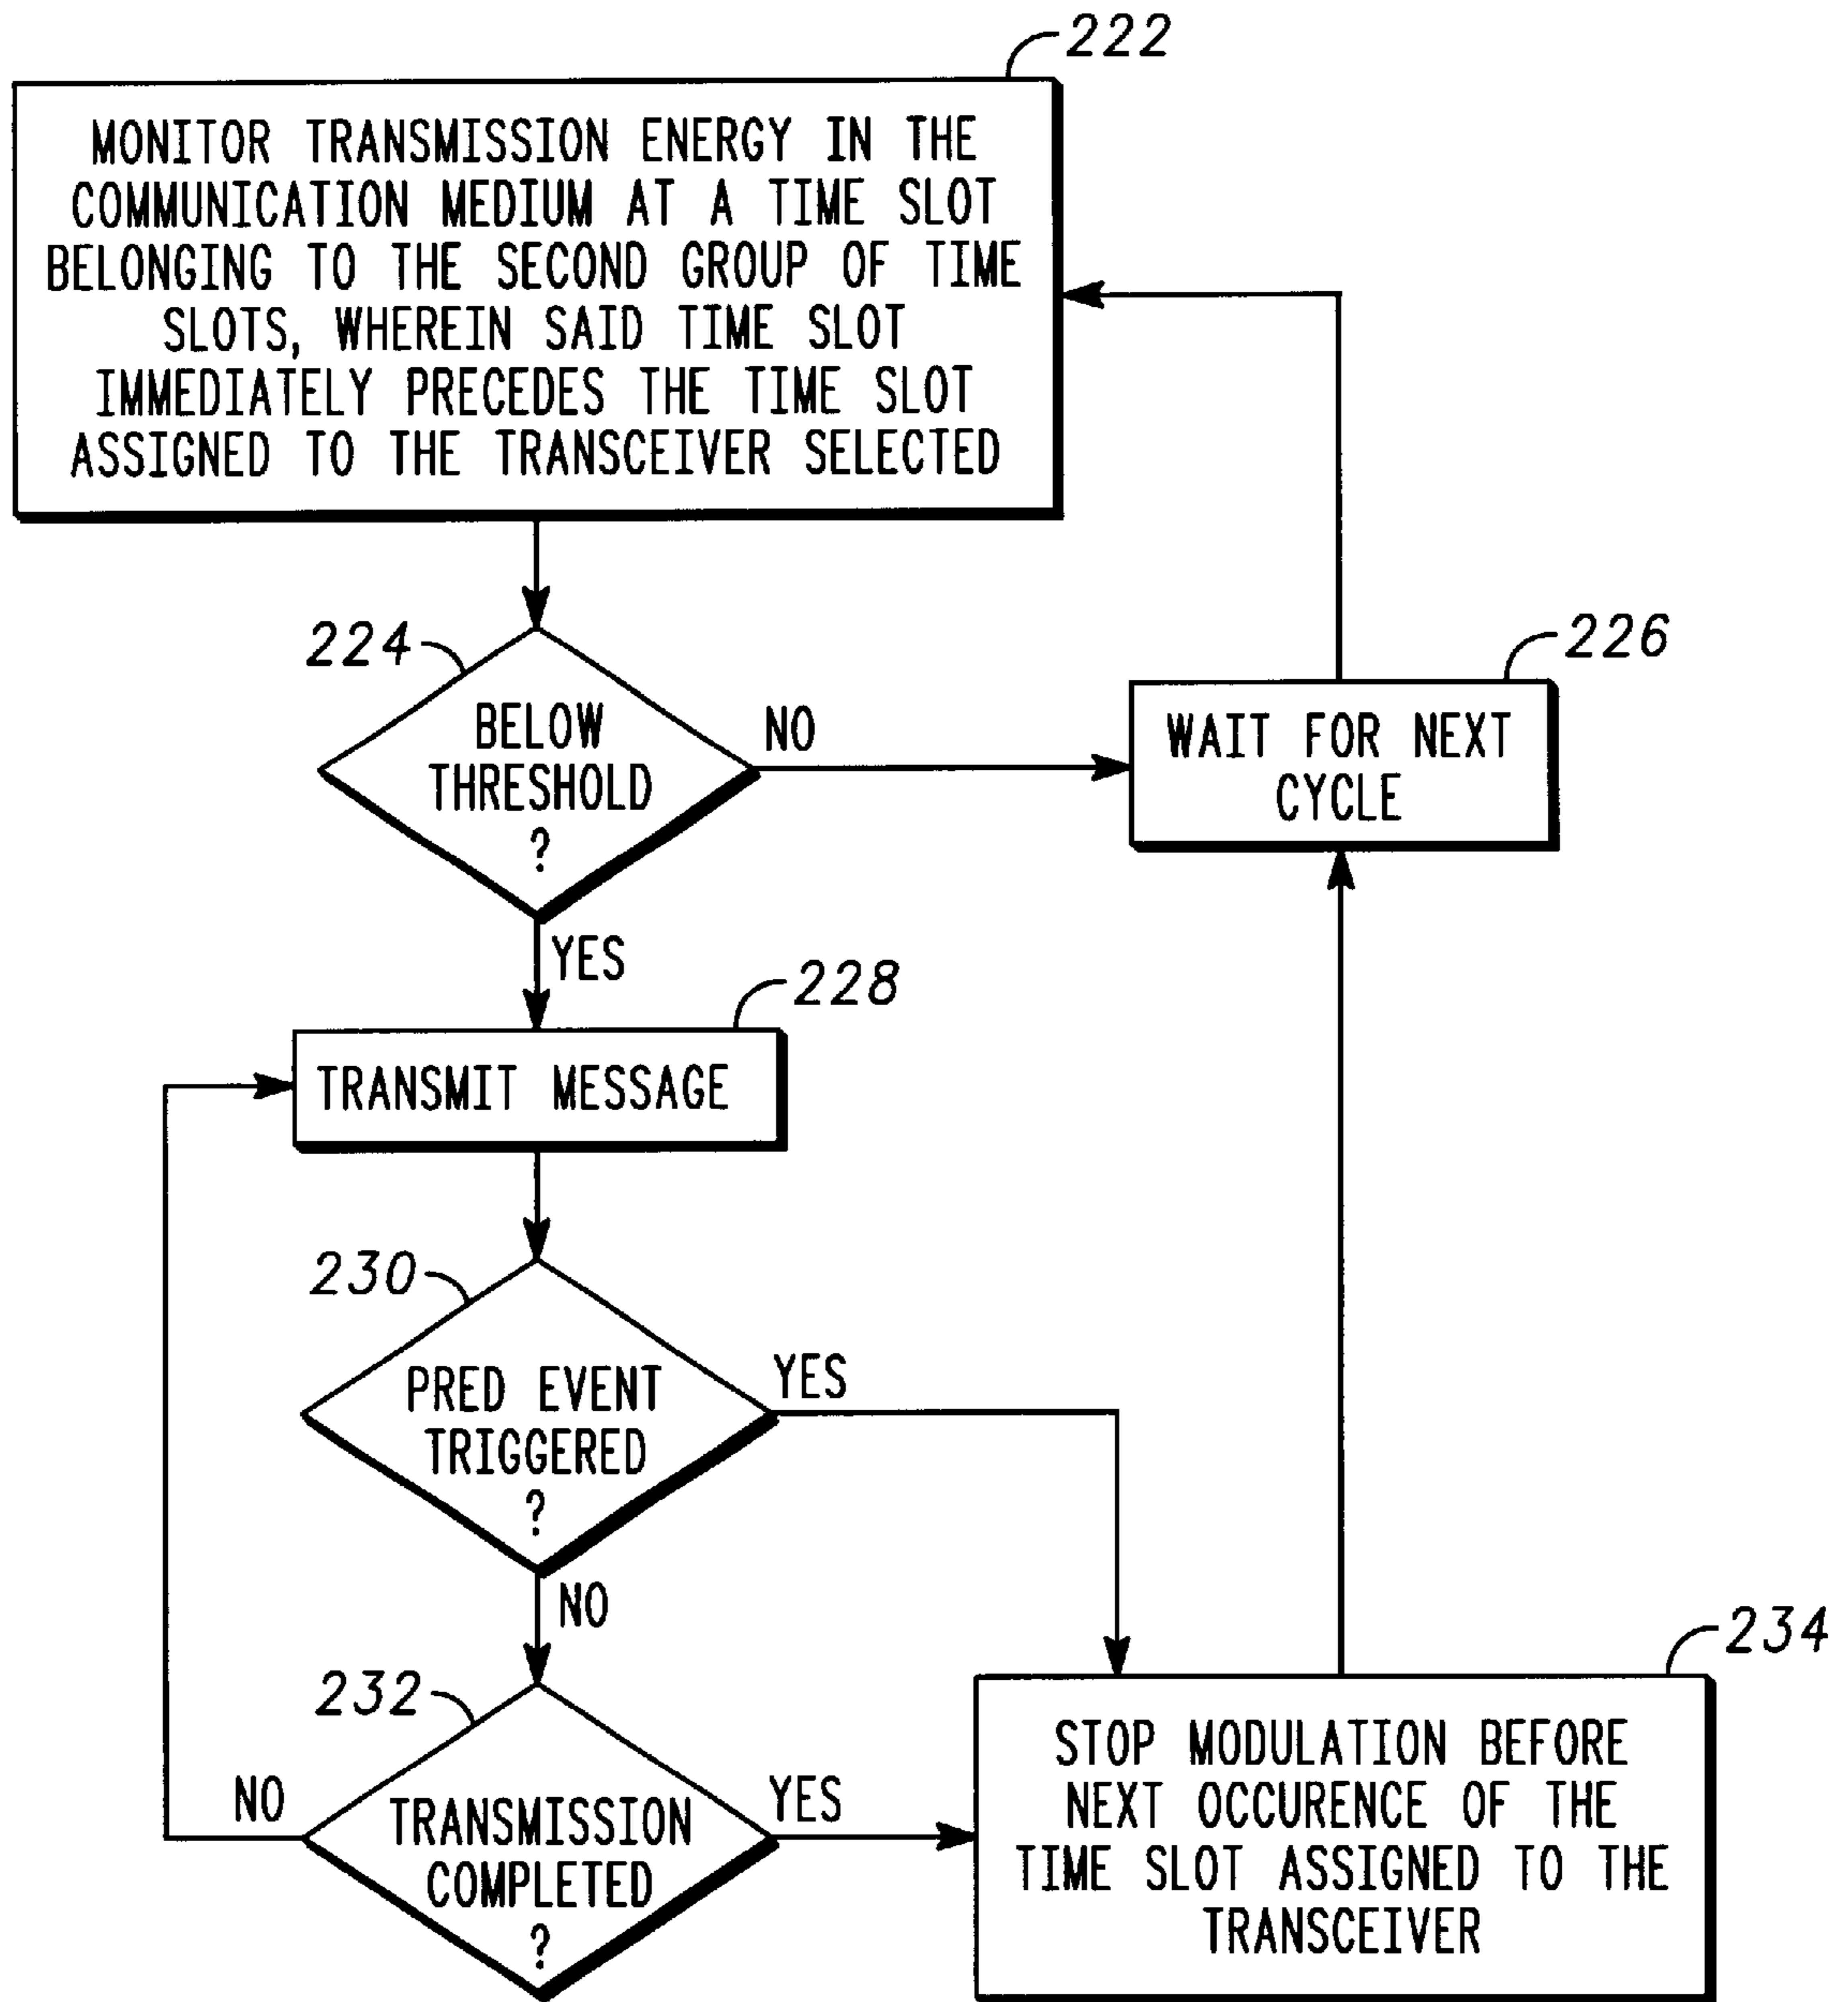 222
MONITOR TRANSMISSION ENERGY IN THE
COMMUNICATION MEDIUM AT A TIME SLOT
BELONGING TO THE SECOND GROUP OF TIME
SLOTS, WHEREIN SAID TIME SLOT
IMMEDIATELY PRECEDES THE TIME SLOT
ASSIGNED TO THE TRANSCEIVER SELECTED
224
BELOW
THRESHOLD
?
NO
226
WAIT FOR NEXT
CYCLE
YES
228
TRANSMIT MESSAGE
230
PRED EVENT
TRIGGERED
?
YES
NO
232
TRANSMISSION
COMPLETED
?
NO
YES
234
STOP MODULATION BEFORE
NEXT OCCURENCE OF THE
TIME SLOT ASSIGNED TO THE
TRANSCEIVER